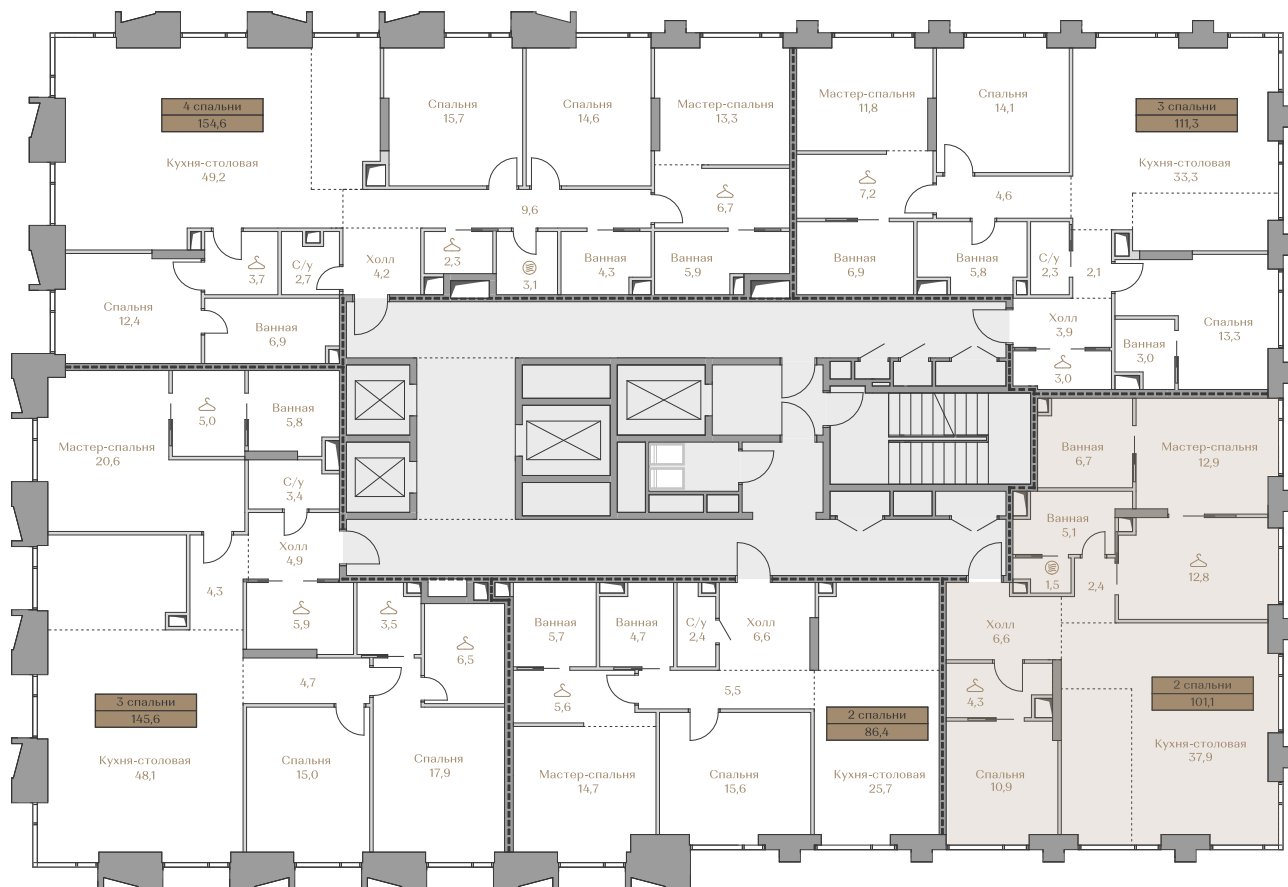 4 спальни
154,6
Кухня-столовая
49,2
Спальня
15,7
Спальня
14,6
Мастер-спальня
13,3
6,7
9,6
Холл
4,2
2,3
3,1
Ванная
4,3
Ванная
5,9
3,7
С/у
2,7
Спальня
12,4
Ванная
6,9
Мастер-спальня
11,8
Спальня
14,1
3 спальни
111,3
Кухня-столовая
33,3
7,2
4,6
Ванная
6,9
Ванная
5,8
С/у
2,3
2,1
Холл
3,9
3,0
Ванная
3,0
Спальня
13,3
Мастер-спальня
20,6
5,0
Ванная
5,8
С/у
3,4
Холл
4,9
4,3
5,9
3,5
6,5
4,7
3 спальни
145,6
Кухня-столовая
48,1
Спальня
15,0
Спальня
17,9
Ванная
5,7
Ванная
4,7
С/у
2,4
Холл
6,6
5,6
5,5
2 спальни
86,4
Мастер-спальня
14,7
Спальня
15,6
Кухня-столовая
25,7
Ванная
6,7
Мастер-спальня
12,9
Ванная
5,1
1,5
2,4
12,8
Холл
6,6
4,3
2 спальни
101,1
Кухня-столовая
37,9
Спальня
10,9